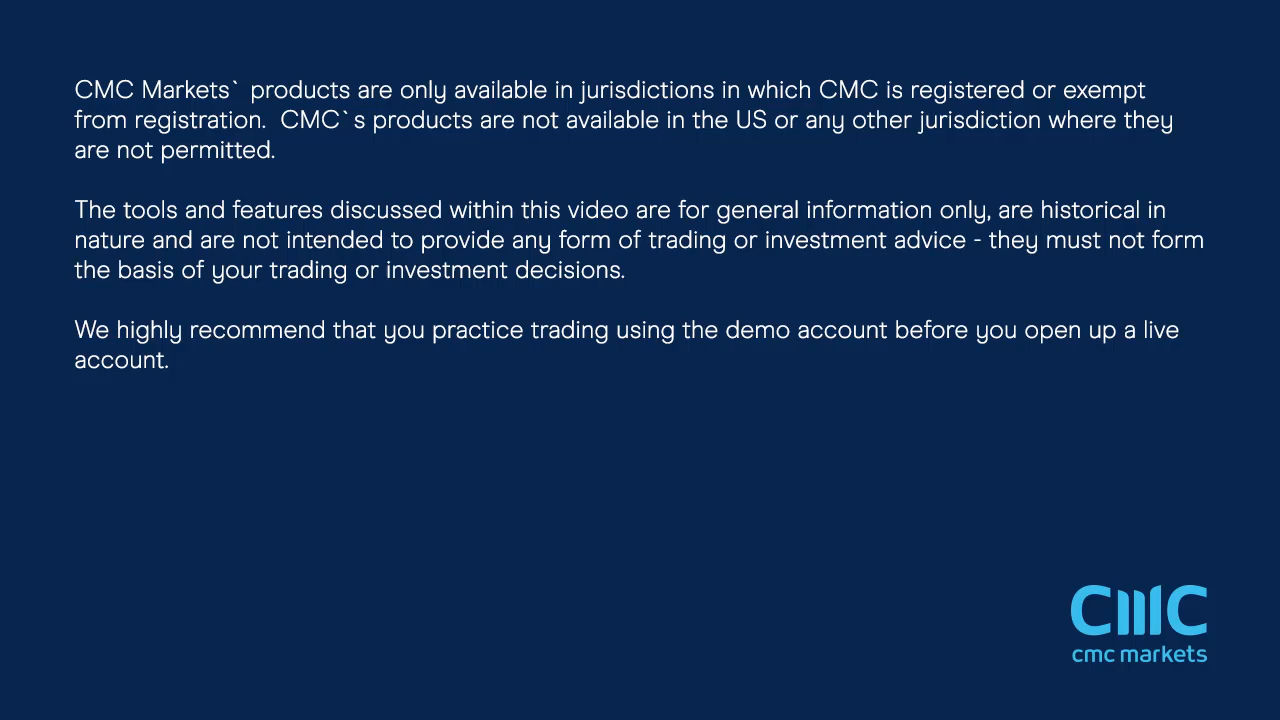 CMC Markets` products are only available in jurisdictions in which CMC is registered or exempt
from registration.  CMC`s products are not available in the US or any other jurisdiction where they
are not permitted.
The tools and features discussed within this video are for general information only, are historical in
nature and are not intended to provide any form of trading or investment advice - they must not form
the basis of your trading or investment decisions.
We highly recommend that you practice trading using the demo account before you open up a live
account.
CMC
cmc markets